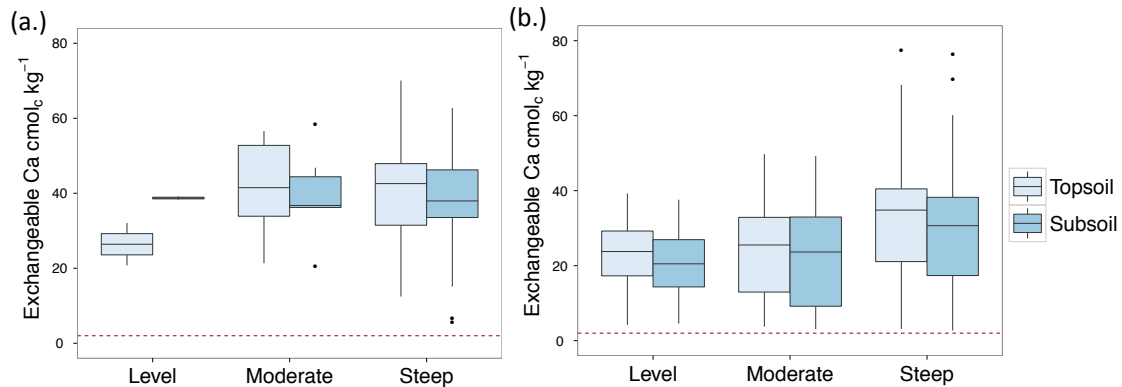 (a.)
Exchangeable Ca cmolc kg−1
80
60
40
20
0
Level Moderate Steep
(b.)
Exchangeable Ca cmolc kg−1
80
60
40
20
0
Level Moderate Steep
Topsoil
Subsoil